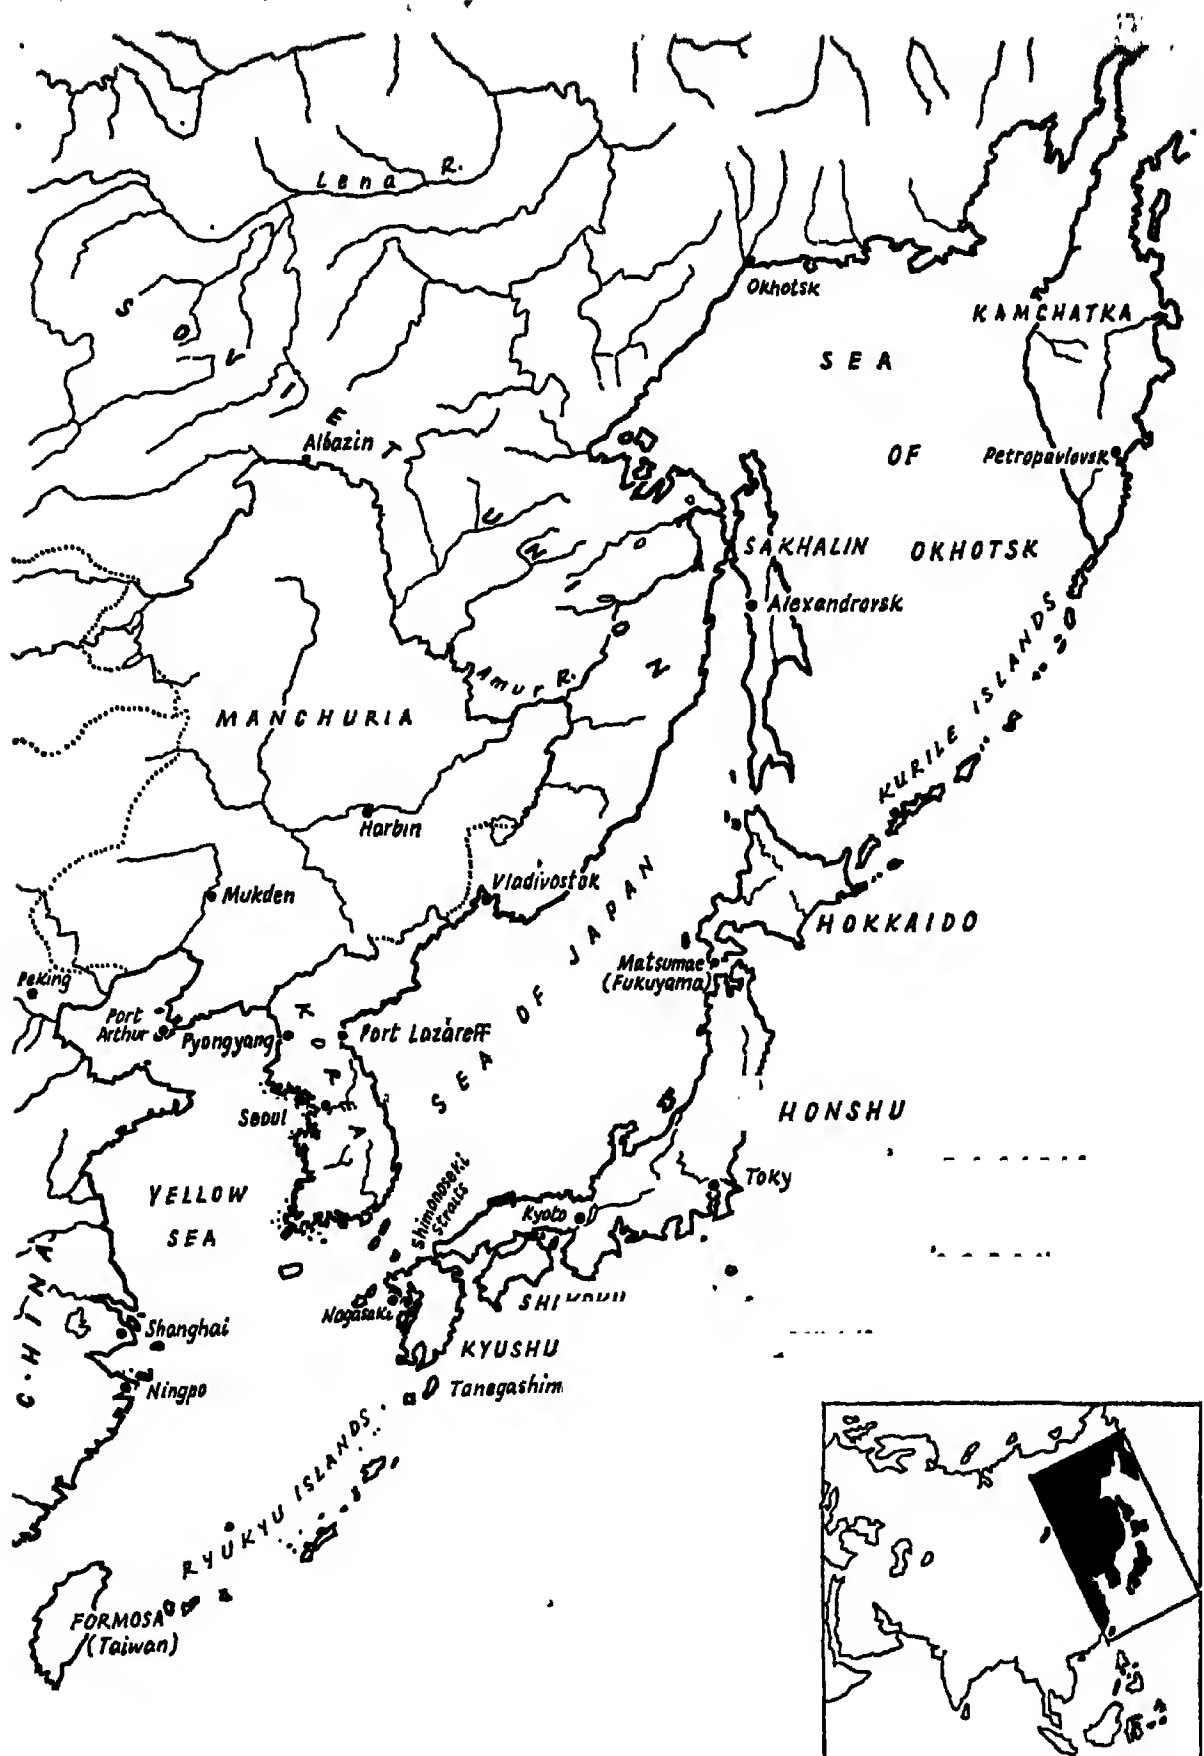 Lena R.
Okhotsk
KAMCHATKA
SEA
OF
OKHOTSK
SOVIET UNION
Albazin
Petropavlovsk
SAKHALIN
Alexandrovsk
KURILE ISLANDS
Amur R.
MANCHURIA
Harbin
Vladivostok
Mukden
SEA OF JAPAN
HOKKAIDO
Matsumae
(Fukuyama)
Peking
Port
Arthur
Pyongyang
KOREA
Port Lazareff
Seoul
HONSHU
YELLOW
SEA
Shimonoseki
Straits
Kyoto
Toky
CHINA
Nagasaki
Shanghai
KYUSHU
Ningpo
Tanegashim
RYUKYU ISLANDS
FORMOSA
(Taiwan)